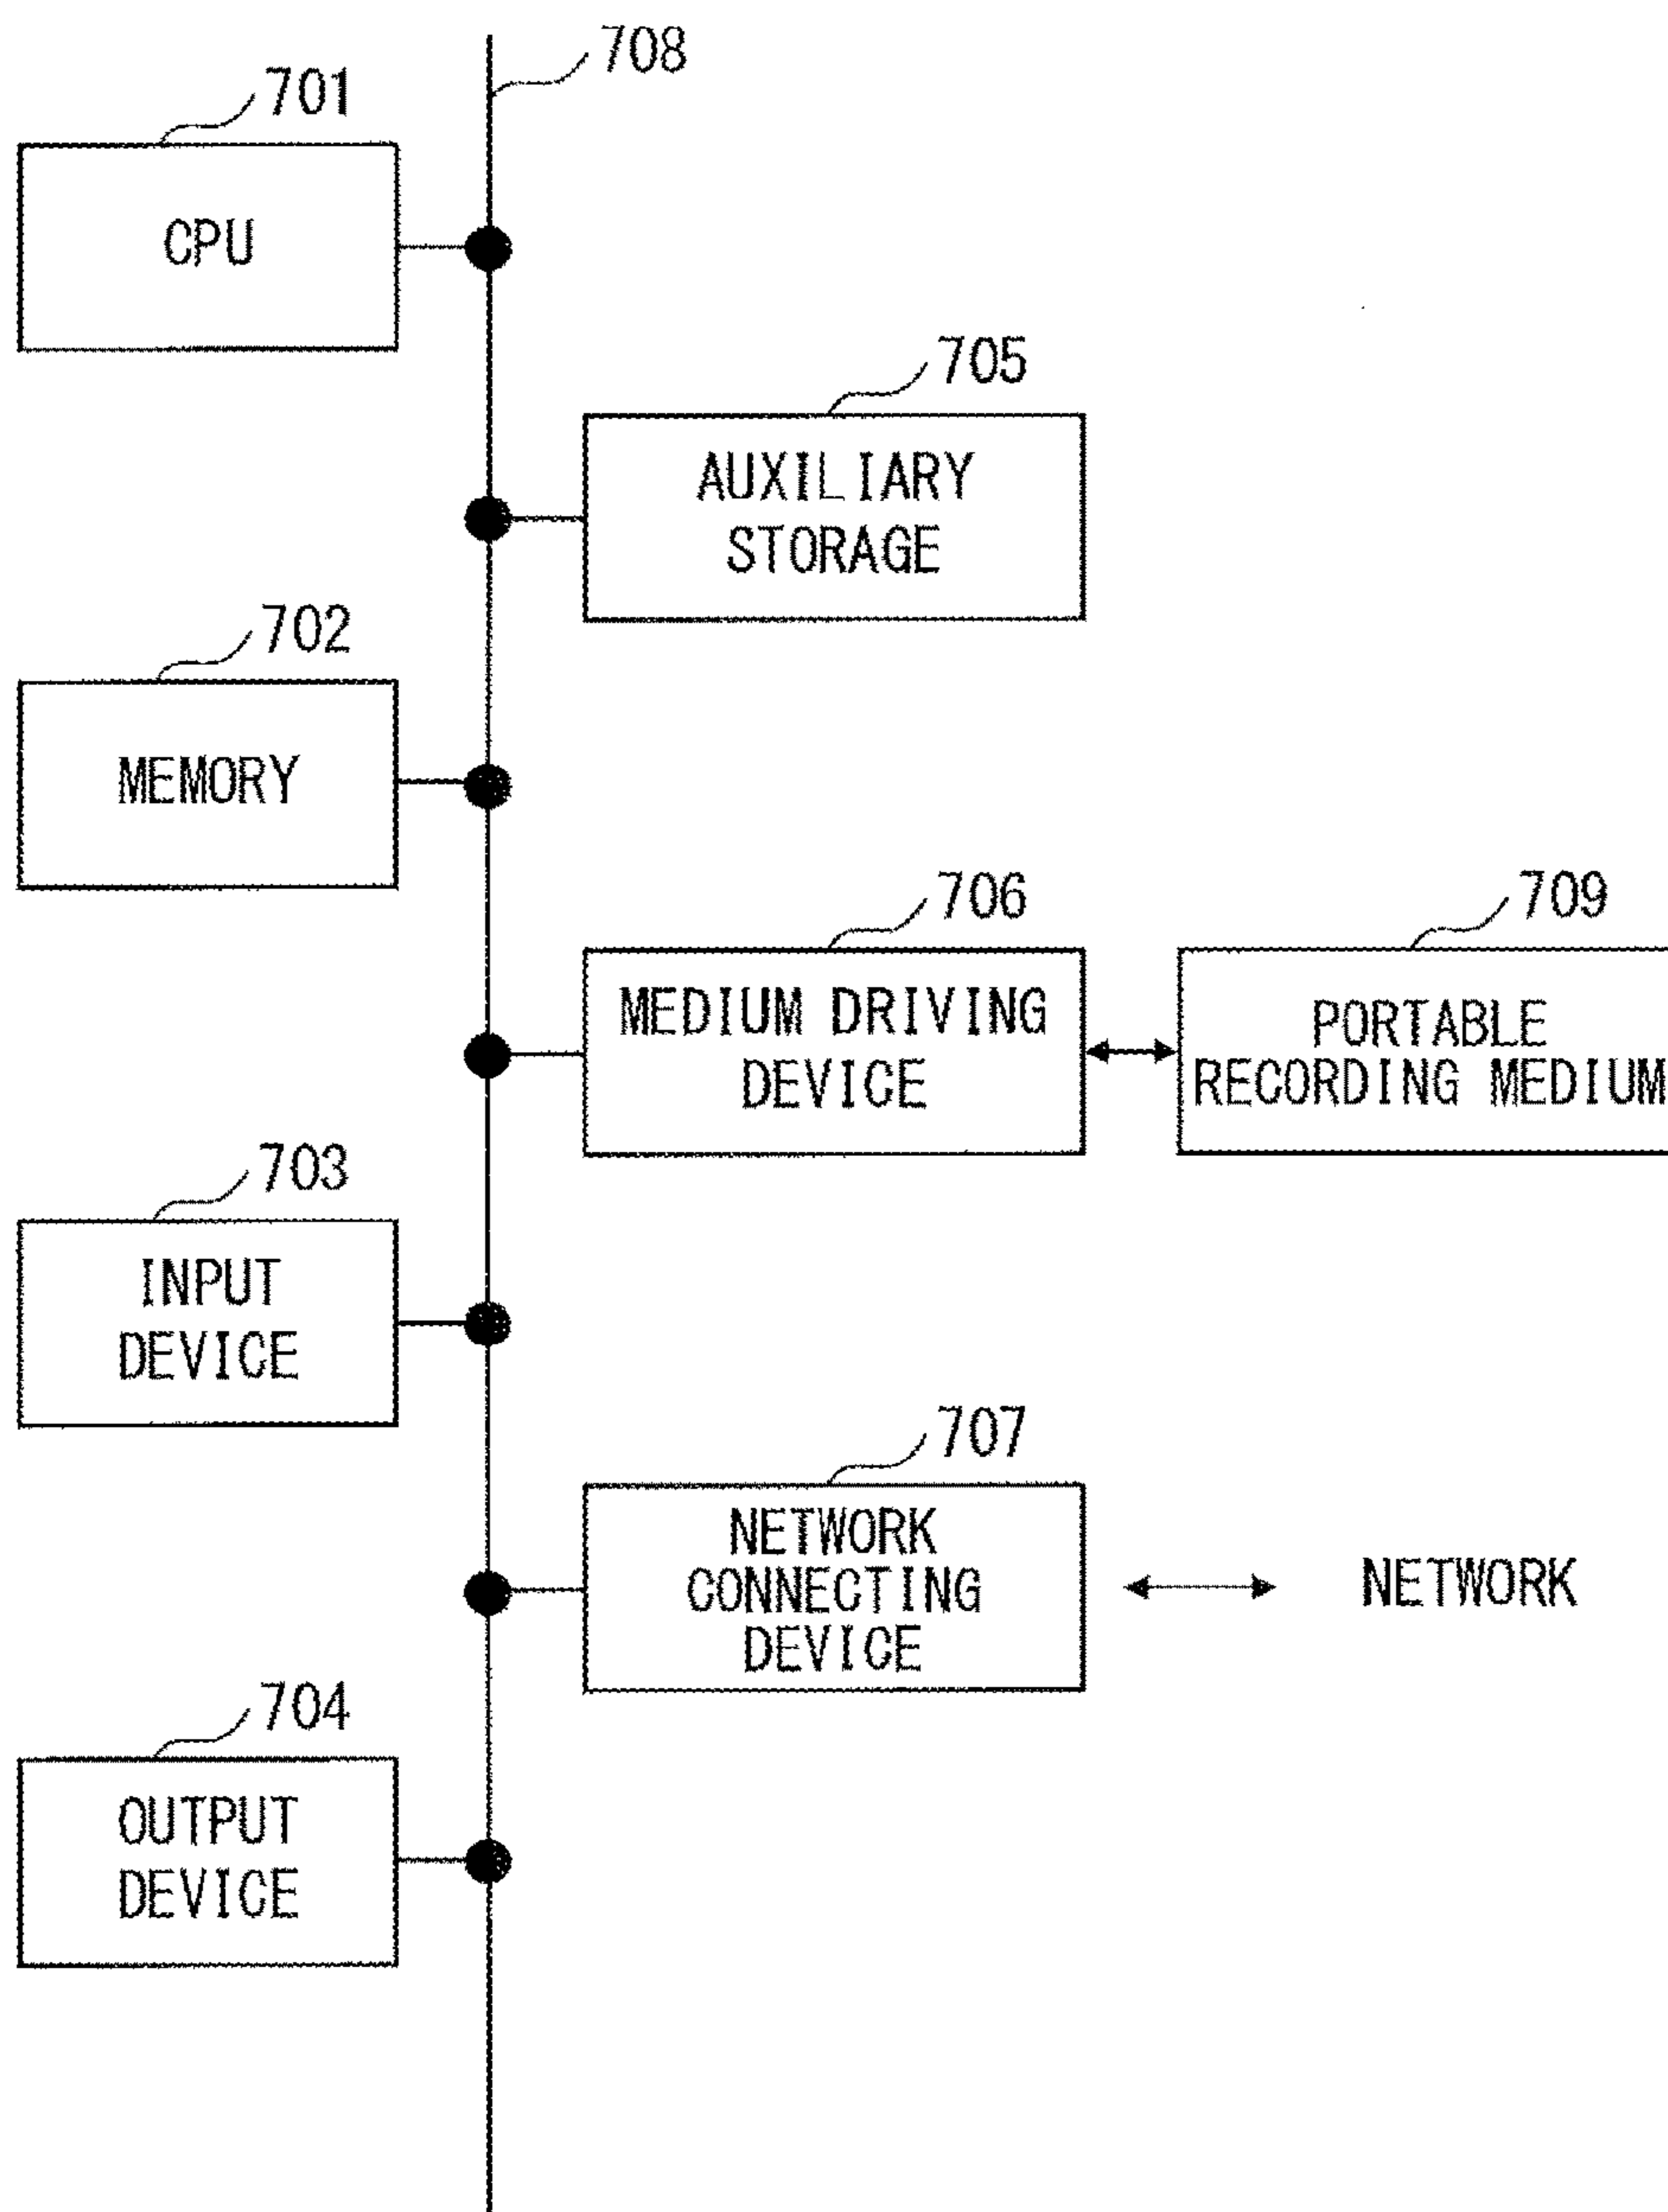 708
701
CPU
705
AUXILIARY
STORAGE
702
MEMORY
706
MEDIUM DRIVING
DEVICE
709
PORTABLE
RECORDING MEDIUM
703
INPUT
DEVICE
707
NETWORK
CONNECTING
DEVICE
NETWORK
704
OUTPUT
DEVICE